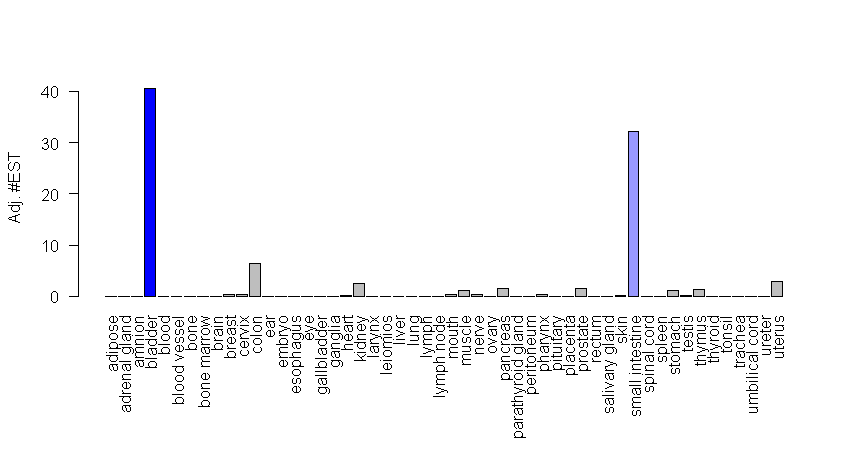 Adj. #EST
40
30
20
10
0
adipose
adrenal gland
amnion
bladder
blood
blood vessel
bone
bone marrow
brain
breast
cervix
colon
ear
embryo
esophagus
eye
gallbladder
ganglia
heart
kidney
larynx
leiomios
liver
lung
lymph
lymph node
mouth
muscle
nerve
ovary
pancreas
parathyroid gland
peritoneum
pharynx
pituitary
placenta
prostate
rectum
salivary gland
skin
small intestine
spinal cord
spleen
stomach
testis
thymus
thyroid
tonsil
trachea
umbilical cord
ureter
uterus